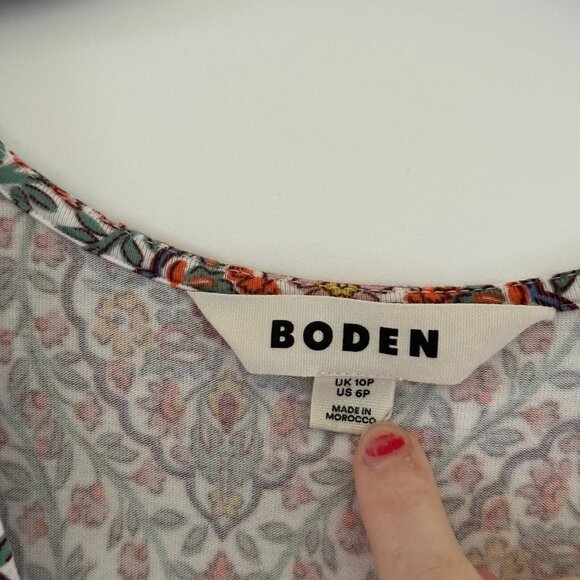 BODEN
UK 10P
US 6P
MADE IN
MOROCCO